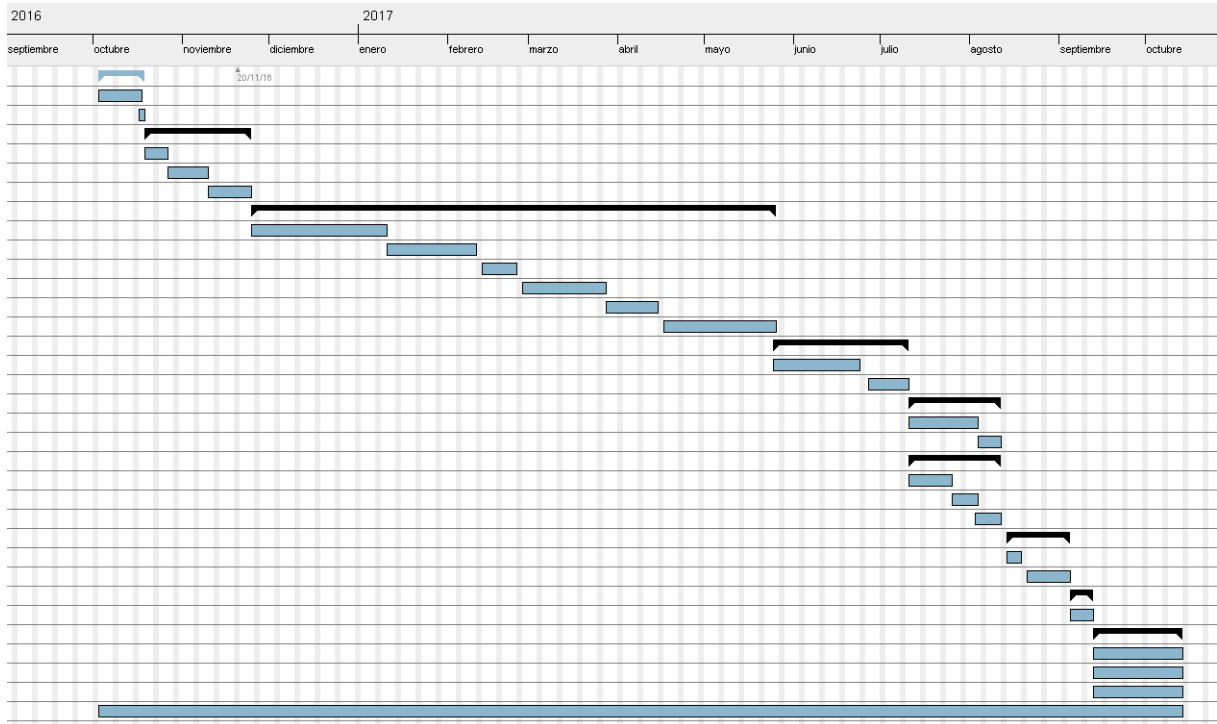 2016 2017
septiembre octubre noviembre diciembre enero febrero marzo abril mayo junio julio agosto septiembre octubre
20/11/16